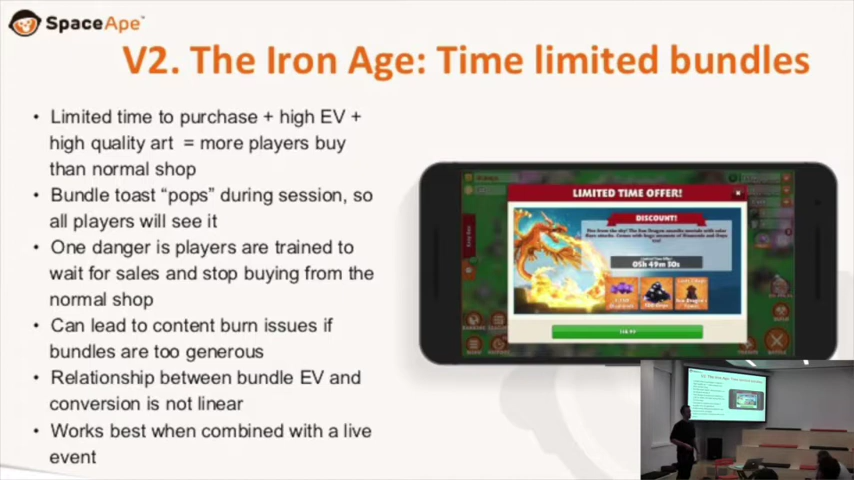 SpaceApe
V2. The Iron Age: Time limited bundles
• Limited time to purchase + high EV +
high quality art = more players buy
than normal shop
• Bundle toast “pops” during session, so
all players will see it
• One danger is players are trained to
wait for sales and stop buying from the
normal shop
• Can lead to content burn issues if
bundles are too generous
• Relationship between bundle EV and
conversion is not linear
• Works best when combined with a live
event
LIMITED TIME OFFER!
DISCOUNT!
05h 49m 50s